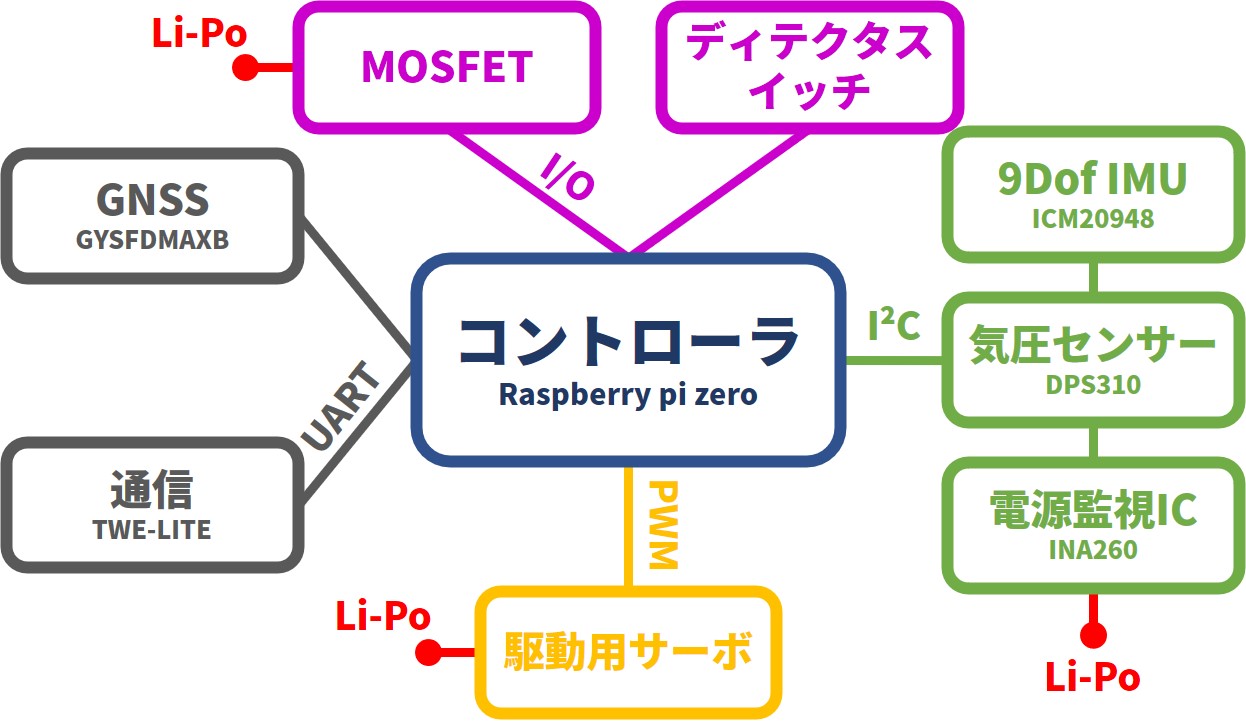 Li-Po
MOSFET
ディテクタス
イッチ
I/O
GNSS
GYSFDMAXB
9Dof IMU
ICM20948
コントローラ
Raspberry pi zero
I²C
気圧センサー
DPS310
UART
通信
TWE-LITE
電源監視IC
INA260
PWM
Li-Po
駆動用サーボ
Li-Po